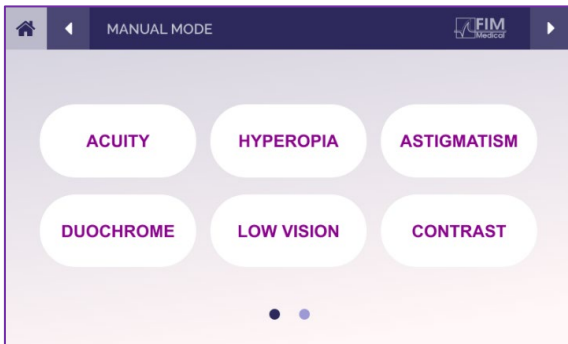 MANUAL MODE
FIM
Medical
ACUITY HYPEROPIA ASTIGMATISM
DUOCHROME LOW VISION CONTRAST